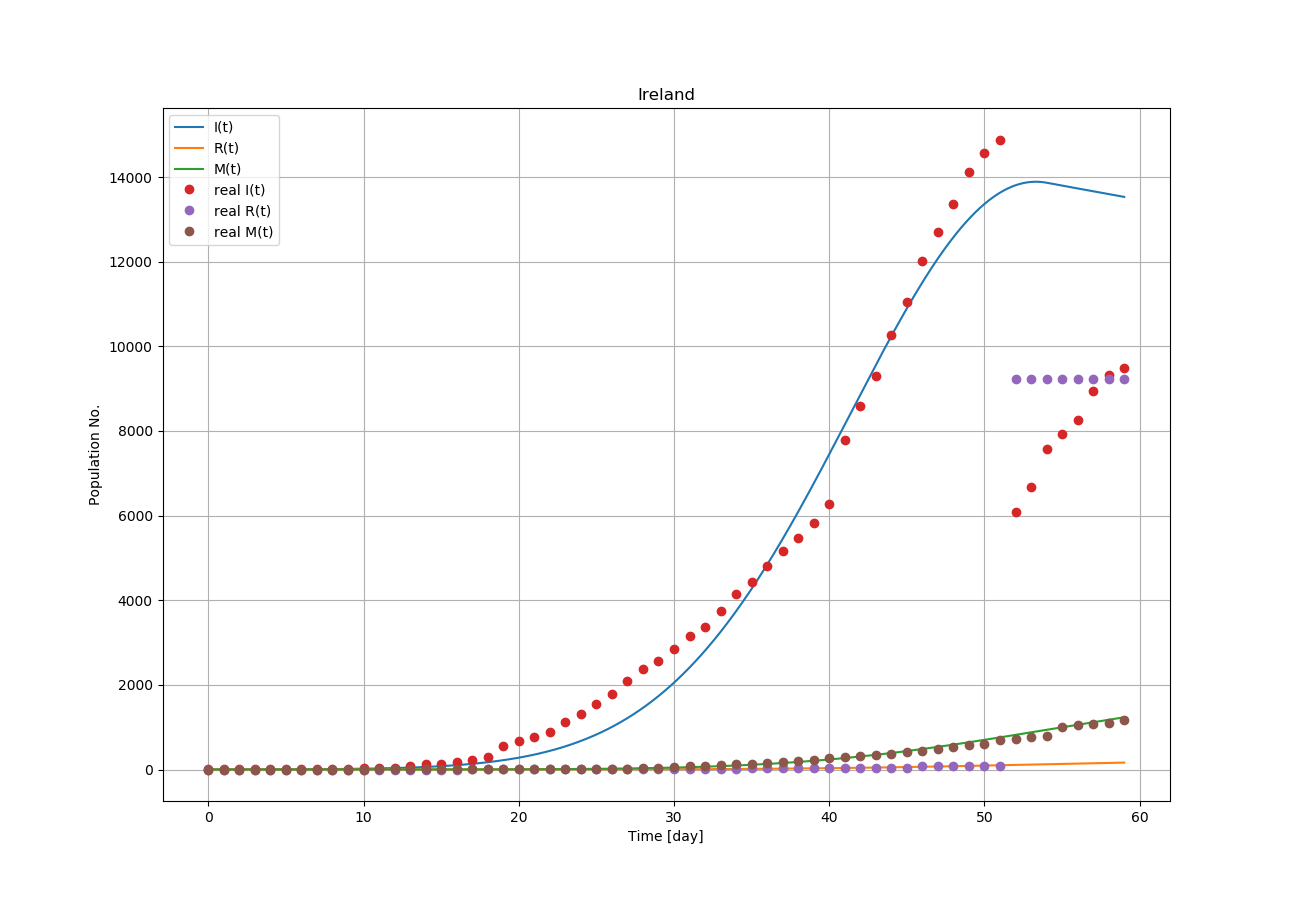 Ireland
I(t)
R(t)
M(t)
real I(t)
real R(t)
real M(t)
14000
12000
10000
8000
6000
4000
2000
0
Population No.
0 10 20 30 40 50 60
Time [day]